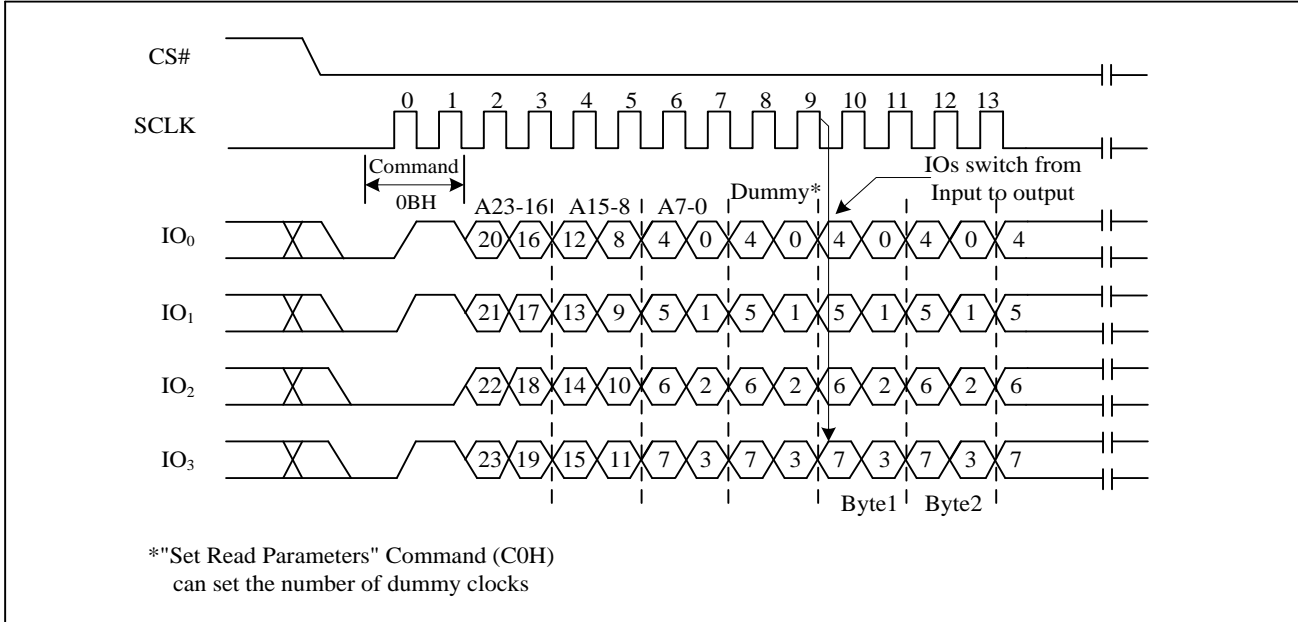 CS#
0 1 2 3 4 5 6 7 8 9 10 11 12 13
SCLK
Command
0BH
IOs switch from
Input to output
A23-16 A15-8 A7-0 Dummy*
IO₀ 20 16 12 8 4 0 4 0 4 0 4 0 4
IO₁ 21 17 13 9 5 1 5 1 5 1 5 1 5
IO₂ 22 18 14 10 6 2 6 2 6 2 6 2 6
IO₃ 23 19 15 11 7 3 7 3 7 3 7 3 7
Byte1 Byte2
*"Set Read Parameters" Command (C0H)
can set the number of dummy clocks